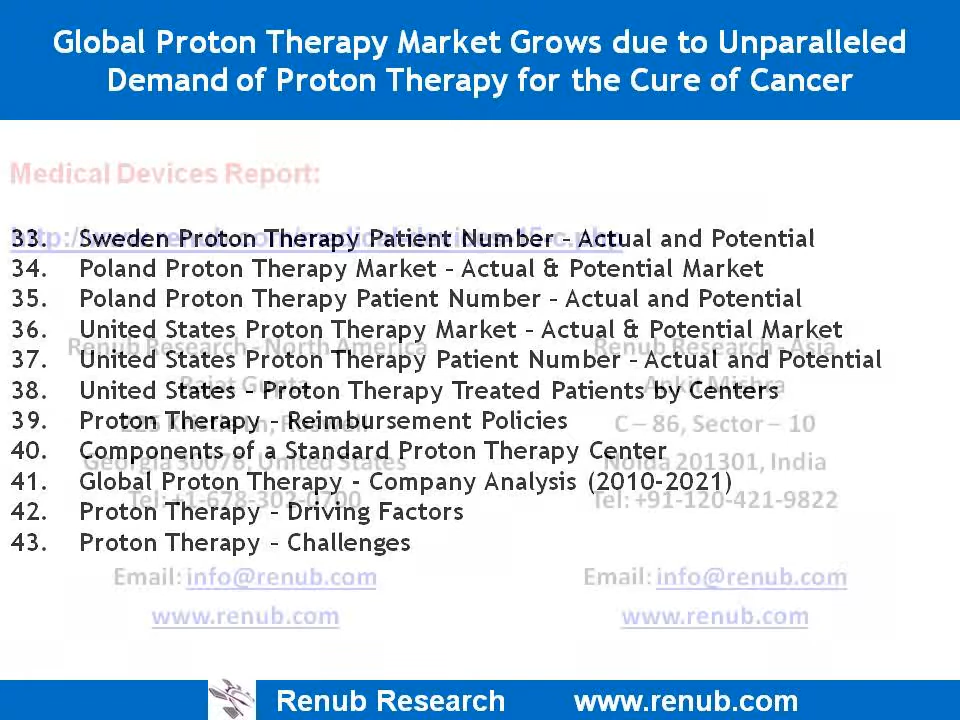 Global Proton Therapy Market Grows due to Unparalleled
Demand of Proton Therapy for the Cure of Cancer
Medical Devices Report:
33. Sweden Proton Therapy Patient Number – Actual and Potential
34. Poland Proton Therapy Market – Actual & Potential Market
35. Poland Proton Therapy Patient Number – Actual and Potential
36. United States Proton Therapy Market – Actual & Potential Market
Renub Research - North America Renub Research - Asia
37. United States Proton Therapy Patient Number – Actual and Potential
Rajat Gupta Ankit Mishra
38. United States – Proton Therapy Treated Patients by Centers
39. Proton Therapy – Reimbursement Policies
C – 86, Sector – 10
40. Components of a Standard Proton Therapy Center
Georgia 30076, United States Noida 201301, India
41. Global Proton Therapy - Company Analysis (2010-2021)
Tel: +1-678-302-0700 Tel: +91-120-421-9822
42. Proton Therapy – Driving Factors
43. Proton Therapy – Challenges
Email: info@renub.com Email: info@renub.com
www.renub.com www.renub.com
Renub Research www.renub.com